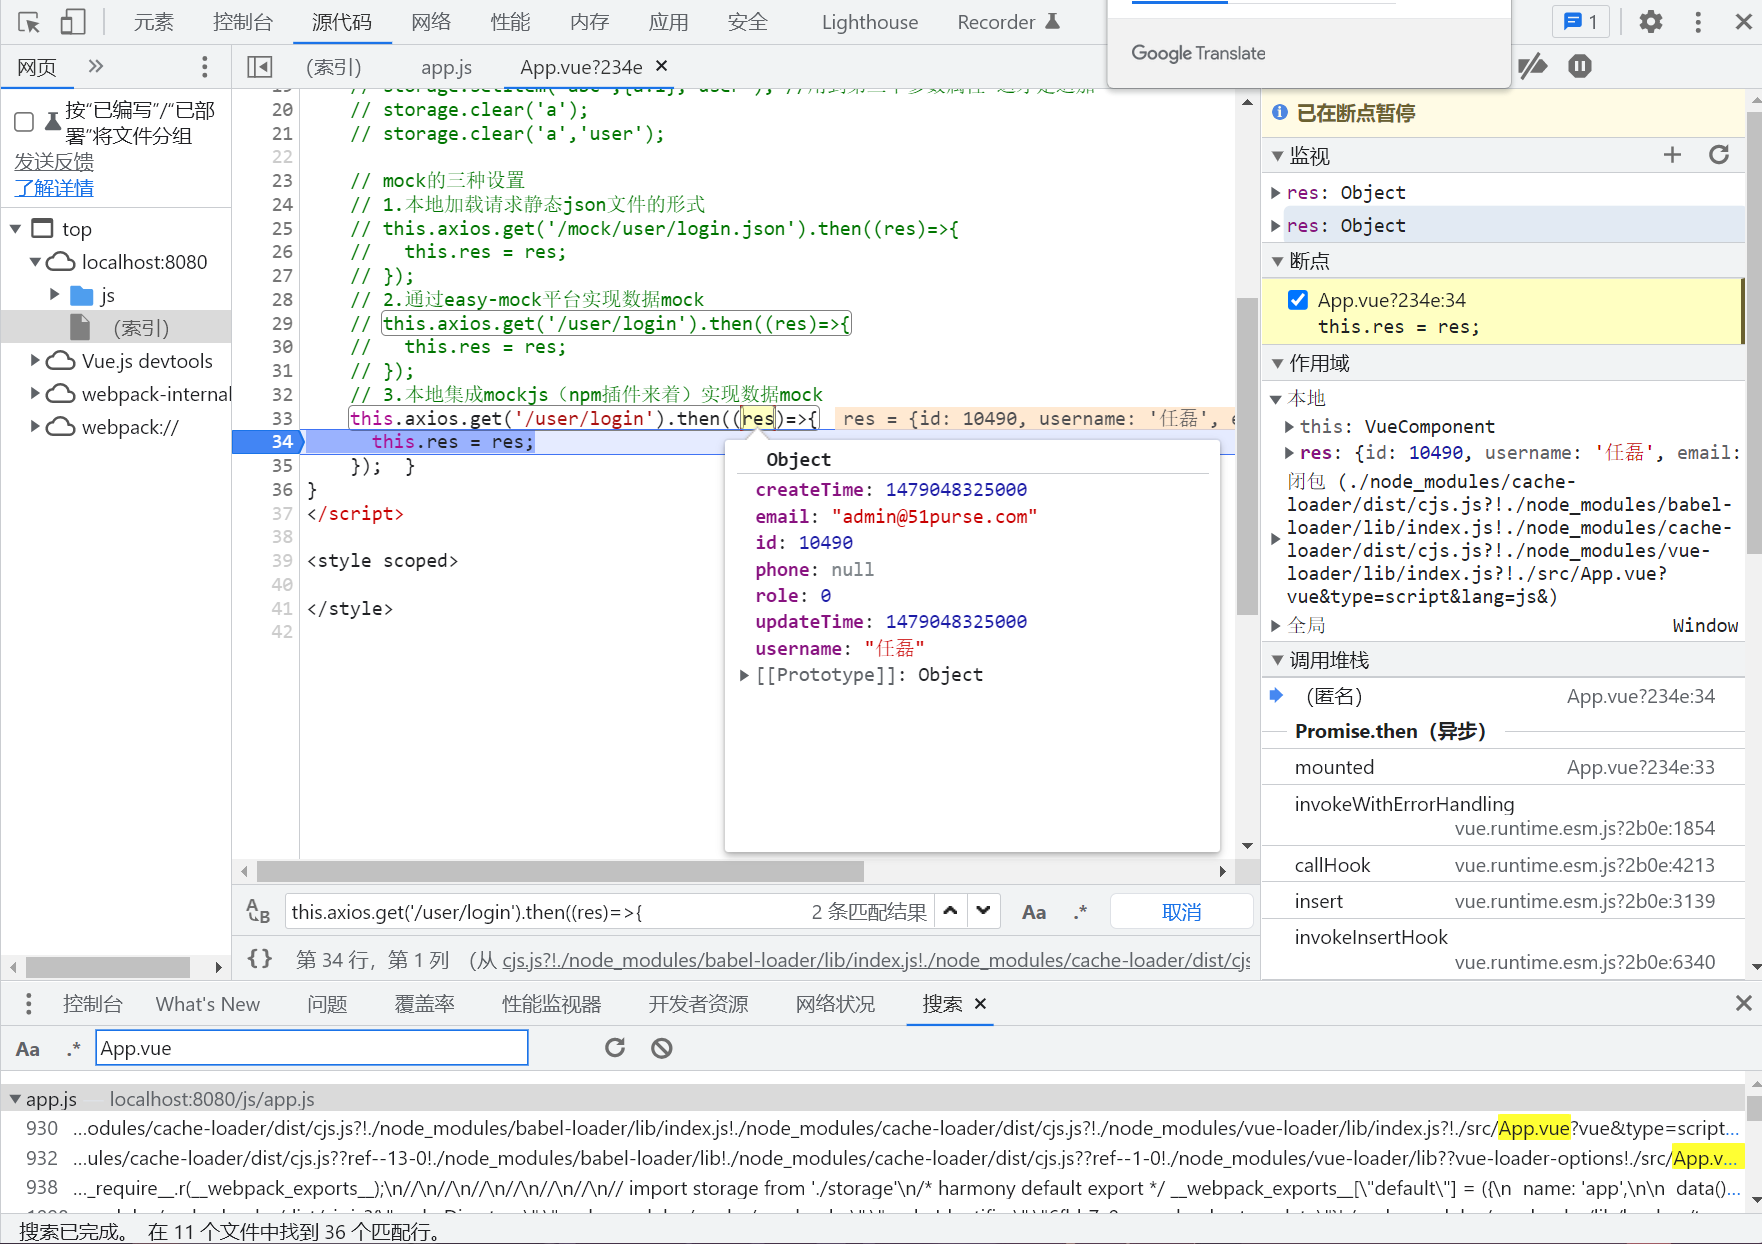 元素 控制台 源代码 网络 性能 内存 应用 安全 Lighthouse Recorder 1
Google Translate
网页 (索引) app.js App.vue?234e
按“已编写”/“已部
署”将文件分组
发送反馈
了解详情
top
localhost:8080
js
(索引)
Vue.js devtools
webpack-internal
webpack://
20 // storage.clear('a');
21 // storage.clear('a','user');
22
23 // mock的三种设置
24 // 1.本地加载请求静态json文件的形式
25 // this.axios.get('/mock/user/login.json').then((res)=>{
26 //   this.res = res;
27 // });
28 // 2.通过easy-mock平台实现数据mock
29 // this.axios.get('/user/login').then((res)=>{
30 //   this.res = res;
31 // });
32 // 3.本地集成mockjs（npm插件来着）实现数据mock
33 this.axios.get('/user/login').then((res)=>{ res = {id: 10490, username: '任磊', e
34 this.res = res;
35 });  }
36 }
37 </script>
38
39 <style scoped>
40
41 </style>
42
Object
createTime: 1479048325000
email: "admin@51purse.com"
id: 10490
phone: null
role: 0
updateTime: 1479048325000
username: "任磊"
[[Prototype]]: Object
this.axios.get('/user/login').then((res)=>{ 2 条匹配结果 Aa .* 取消
{} 第 34 行，第 1 列 (从 cjs.js?!./node_modules/babel-loader/lib/index.js!./node_modules/cache-loader/dist/cjs
已在断点暂停
监视
res: Object
res: Object
断点
App.vue?234e:34
this.res = res;
作用域
本地
this: VueComponent
res: {id: 10490, username: '任磊', email:
闭包 (./node_modules/cache-
loader/dist/cjs.js?!./node_modules/babel-
loader/lib/index.js!./node_modules/cache-
loader/dist/cjs.js?!./node_modules/vue-
loader/lib/index.js?!./src/App.vue?
vue&type=script&lang=js&)
全局 Window
调用堆栈
(匿名) App.vue?234e:34
Promise.then（异步）
mounted App.vue?234e:33
invokeWithErrorHandling
vue.runtime.esm.js?2b0e:1854
callHook vue.runtime.esm.js?2b0e:4213
insert vue.runtime.esm.js?2b0e:3139
invokeInsertHook
vue.runtime.esm.js?2b0e:6340
控制台 What's New 问题 覆盖率 性能监视器 开发者资源 网络状况 搜索
Aa .* App.vue
app.js — localhost:8080/js/app.js
930 ...odules/cache-loader/dist/cjs.js?!./node_modules/babel-loader/lib/index.js!./node_modules/cache-loader/dist/cjs.js?!./node_modules/vue-loader/lib/index.js?!./src/App.vue?vue&type=script...
932 ...ules/cache-loader/dist/cjs.js??ref--13-0!./node_modules/babel-loader/lib!./node_modules/cache-loader/dist/cjs.js??ref--1-0!./node_modules/vue-loader/lib??vue-loader-options!./src/App.v...
938 ..._require__.r(__webpack_exports__);\n//\n//\n//\n//\n//\n//\n// import storage from './storage'\n/* harmony default export */ __webpack_exports__[\"default\"] = ({\n  name: 'app',\n\n  data()...
搜索已完成。 在 11 个文件中找到 36 个匹配行。